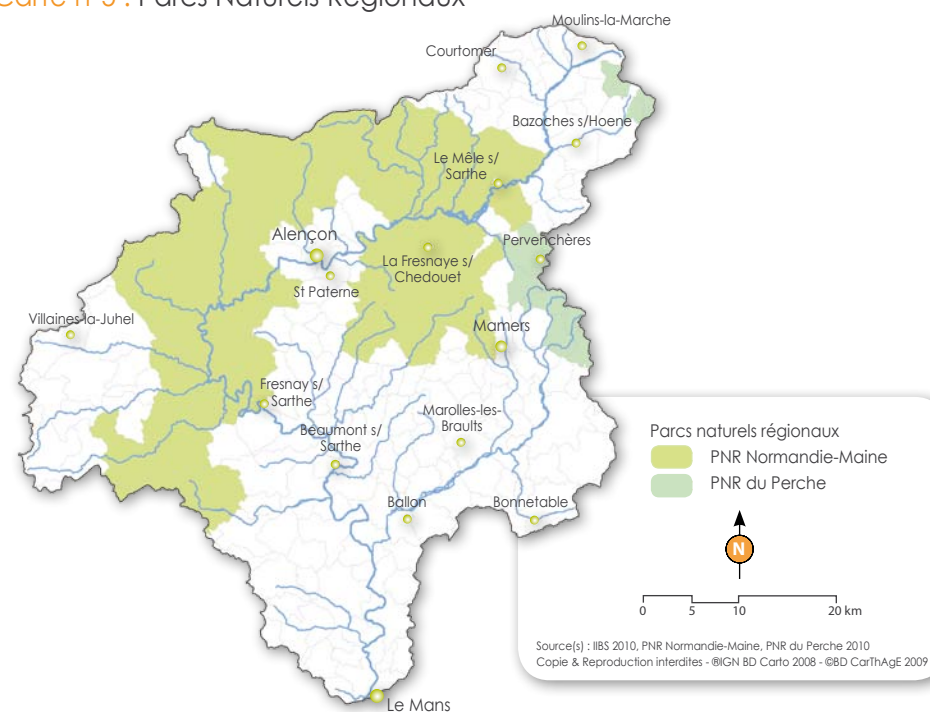 Carte n°5 : Parcs Naturels Régionaux
Moulins-la-Marche
Courtomer
Bazoches s/Hoene
Le Mêle s/
Sarthe
Alençon
Pervenchères
La Fresnaye s/
Chedouet
St Paterne
Villaines-la-Juhel
Mamers
Fresnay s/
Sarthe
Marolles-les-
Braults
Beaumont s/
Sarthe
Ballon
Bonnetable
Le Mans
Parcs naturels régionaux
PNR Normandie-Maine
PNR du Perche
N
0 5 10 20 km
Source(s) : IIBS 2010, PNR Normandie-Maine, PNR du Perche 2010
Copie & Reproduction interdites - ®IGN BD Carto 2008 - ©BD CarThAgE 2009